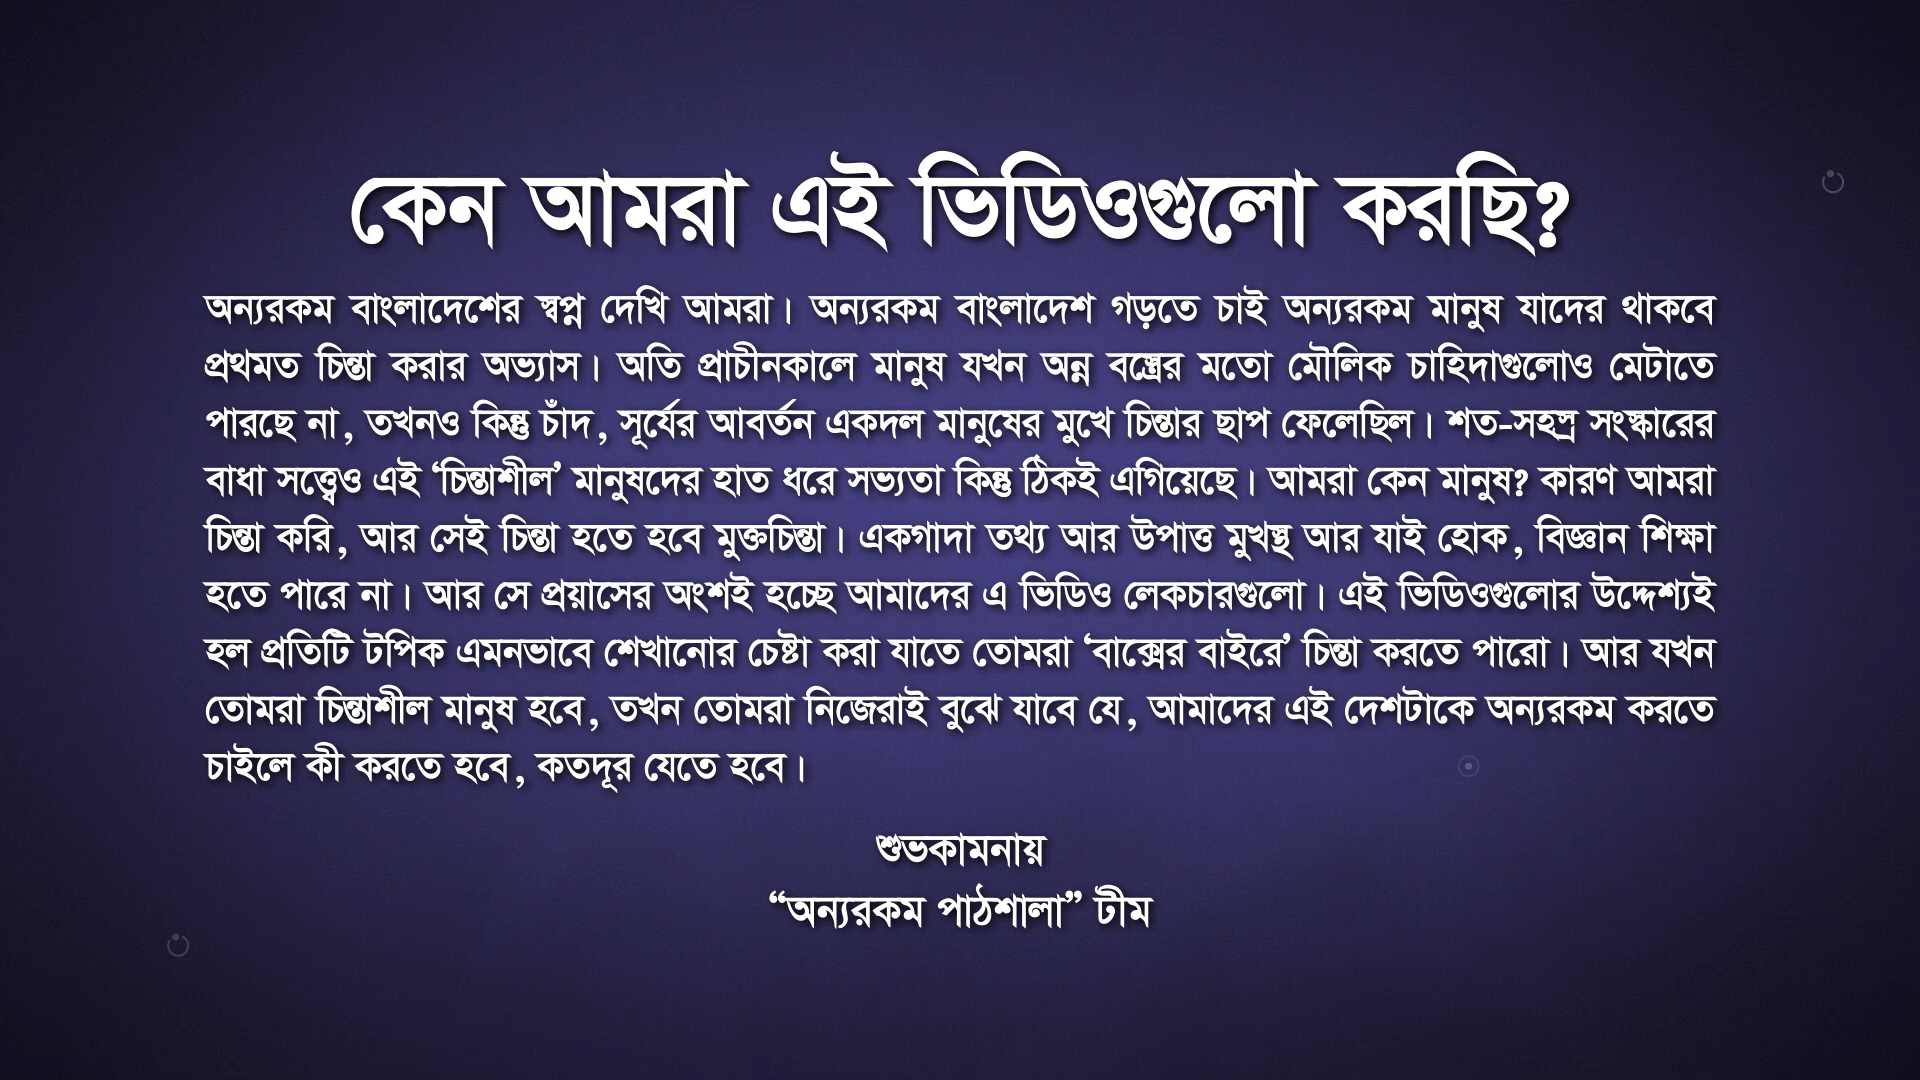 কেন আমরা এই ভিডিওগুলো করছি?
অন্যরকম বাংলাদেশের স্বপ্ন দেখি আমরা। অন্যরকম বাংলাদেশ গড়তে চাই অন্যরকম মানুষ যাদের থাকবে
প্রথমত চিন্তা করার অভ্যাস। অতি প্রাচীনকালে মানুষ যখন অন্ন বস্ত্রের মতো মৌলিক চাহিদাগুলোও মেটাতে
পারছে না, তখনও কিন্তু চাঁদ, সূর্যের আবর্তন একদল মানুষের মুখে চিন্তার ছাপ ফেলেছিল। শত-সহস্র সংস্কারের
বাধা সত্ত্বেও এই ‘চিন্তাশীল’ মানুষদের হাত ধরে সভ্যতা কিন্তু ঠিকই এগিয়েছে। আমরা কেন মানুষ? কারণ আমরা
চিন্তা করি, আর সেই চিন্তা হতে হবে মুক্তচিন্তা। একগাদা তথ্য আর উপাত্ত মুখস্থ আর যাই হোক, বিজ্ঞান শিক্ষা
হতে পারে না। আর সে প্রয়াসের অংশই হচ্ছে আমাদের এ ভিডিও লেকচারগুলো। এই ভিডিওগুলোর উদ্দেশ্যই
হল প্রতিটি টপিক এমনভাবে শেখানোর চেষ্টা করা যাতে তোমরা ‘বাক্সের বাইরে’ চিন্তা করতে পারো। আর যখন
তোমরা চিন্তাশীল মানুষ হবে, তখন তোমরা নিজেরাই বুঝে যাবে যে, আমাদের এই দেশটাকে অন্যরকম করতে
চাইলে কী করতে হবে, কতদূর যেতে হবে।
শুভকামনায়
“অন্যরকম পাঠশালা” টীম